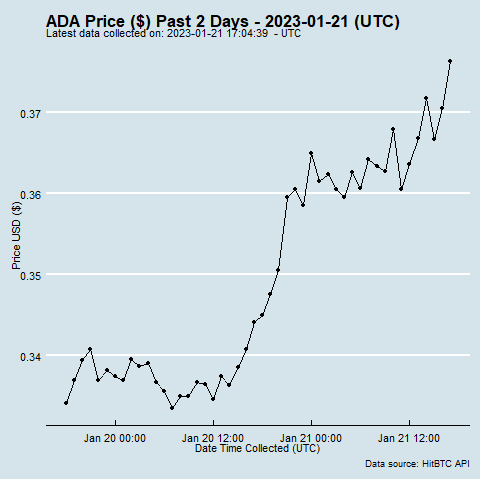 ADA Price ($) Past 2 Days - 2023-01-21 (UTC)
Latest data collected on: 2023-01-21 17:04:39 - UTC
0.37
0.36
0.35
0.34
Price USD ($)
Jan 20 00:00
Jan 20 12:00
Jan 21 00:00
Jan 21 12:00
Date Time Collected (UTC)
Data source: HitBTC API